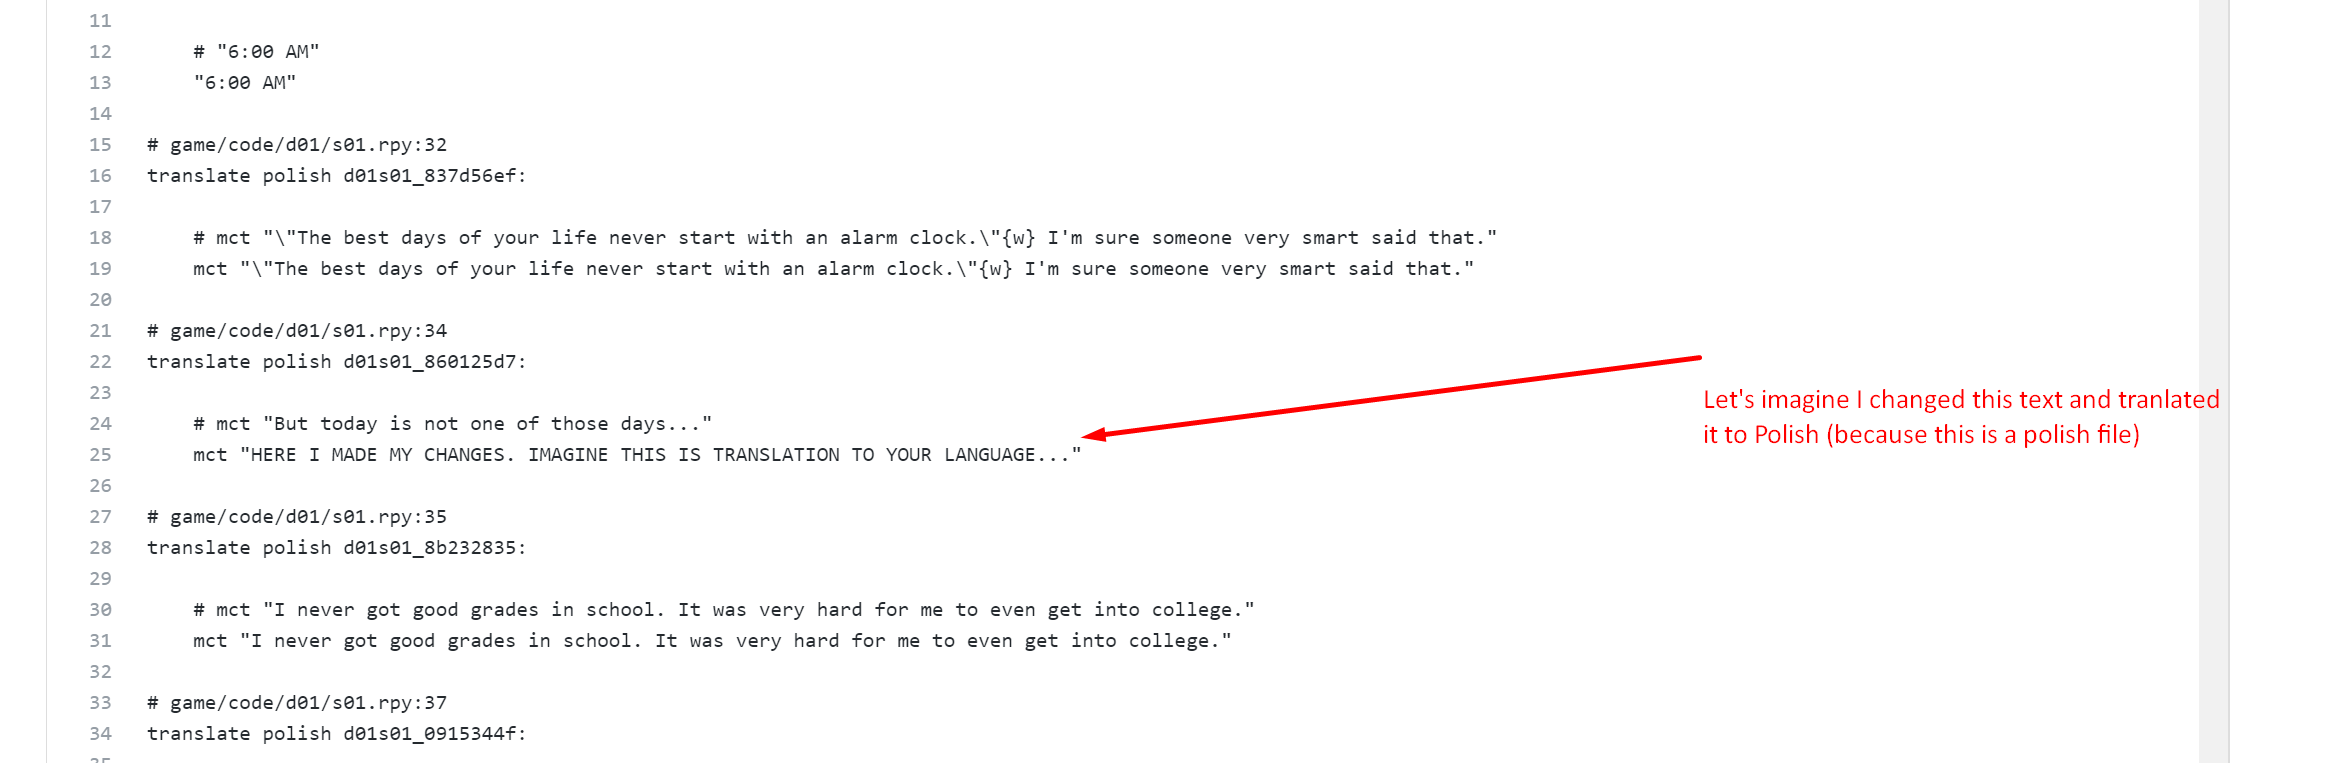 11
12 # "6:00 AM"
13 "6:00 AM"
14
15 # game/code/d01/s01.rpy:32
16 translate polish d01s01_837d56ef:
17
18 # mct "\"The best days of your life never start with an alarm clock.\"{w} I'm sure someone very smart said that."
19 mct "\"The best days of your life never start with an alarm clock.\"{w} I'm sure someone very smart said that."
20
21 # game/code/d01/s01.rpy:34
22 translate polish d01s01_860125d7:
23
24 # mct "But today is not one of those days..."
25 mct "HERE I MADE MY CHANGES. IMAGINE THIS IS TRANSLATION TO YOUR LANGUAGE..."
Let's imagine I changed this text and tranlated
it to Polish (because this is a polish file)
26
27 # game/code/d01/s01.rpy:35
28 translate polish d01s01_8b232835:
29
30 # mct "I never got good grades in school. It was very hard for me to even get into college."
31 mct "I never got good grades in school. It was very hard for me to even get into college."
32
33 # game/code/d01/s01.rpy:37
34 translate polish d01s01_0915344f:
35